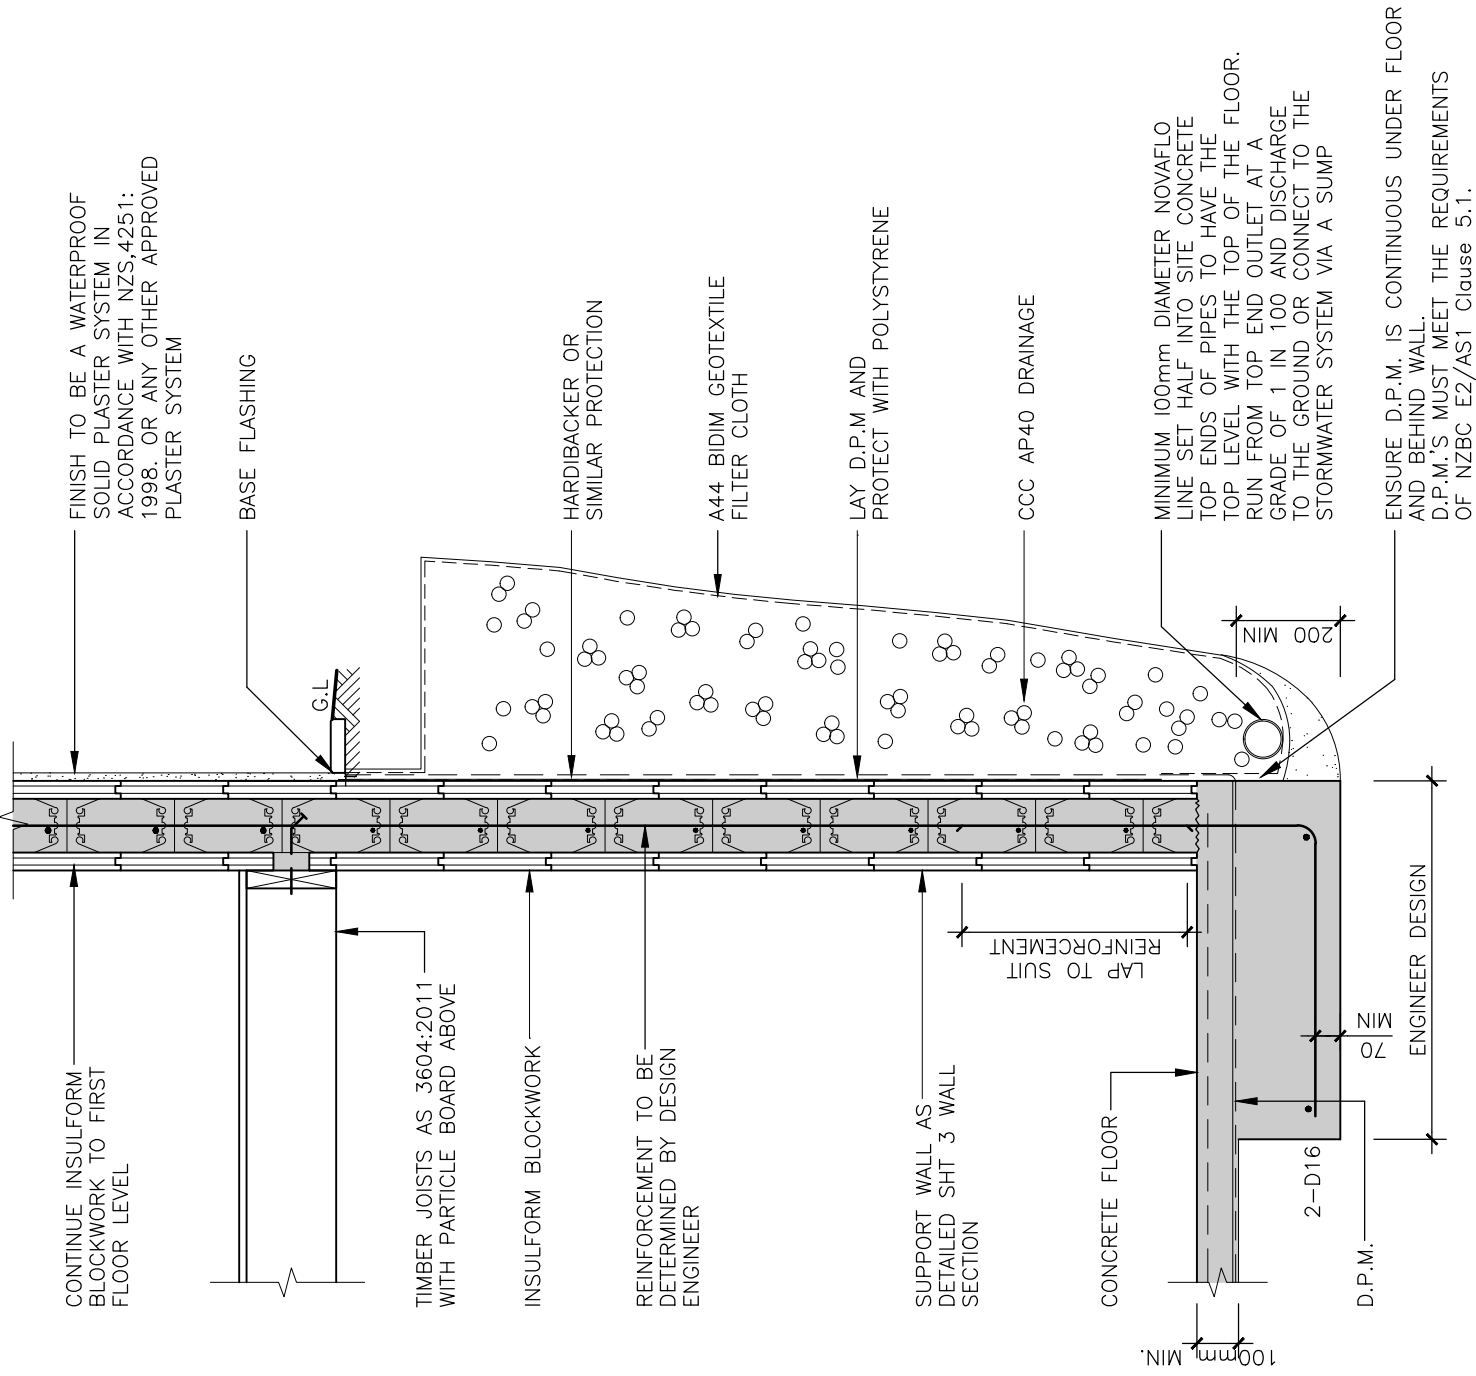 FINISH TO BE A WATERPROOF
SOLID PLASTER SYSTEM IN
ACCORDANCE WITH NZS,4251:
1998. OR ANY OTHER APPROVED
PLASTER SYSTEM
BASE FLASHING
G.L
HARDIBACKER OR
SIMILAR PROTECTION
A44 BIDIM GEOTEXTILE
FILTER CLOTH
LAY D.P.M AND
PROTECT WITH POLYSTYRENE
CCC AP40 DRAINAGE
MINIMUM 100mm DIAMETER NOVAFLO
LINE SET HALF INTO SITE CONCRETE
TOP ENDS OF PIPES TO HAVE THE
TOP LEVEL WITH THE TOP OF THE FLOOR.
RUN FROM TOP END OUTLET AT A
GRADE OF 1 IN 100 AND DISCHARGE
TO THE GROUND OR CONNECT TO THE
STORMWATER SYSTEM VIA A SUMP
ENSURE D.P.M. IS CONTINUOUS UNDER FLOOR
AND BEHIND WALL.
D.P.M.'S MUST MEET THE REQUIREMENTS
OF NZBC E2/AS1 Clause 5.1.
200 MIN
CONTINUE INSULFORM
BLOCKWORK TO FIRST
FLOOR LEVEL
TIMBER JOISTS AS 3604:2011
WITH PARTICLE BOARD ABOVE
INSULFORM BLOCKWORK
REINFORCEMENT TO BE
DETERMINED BY DESIGN
ENGINEER
SUPPORT WALL AS
DETAILED SHT 3 WALL
SECTION
LAP TO SUIT
REINFORCEMENT
CONCRETE FLOOR
100mm MIN.
2-D16
70
MIN
ENGINEER DESIGN
D.P.M.